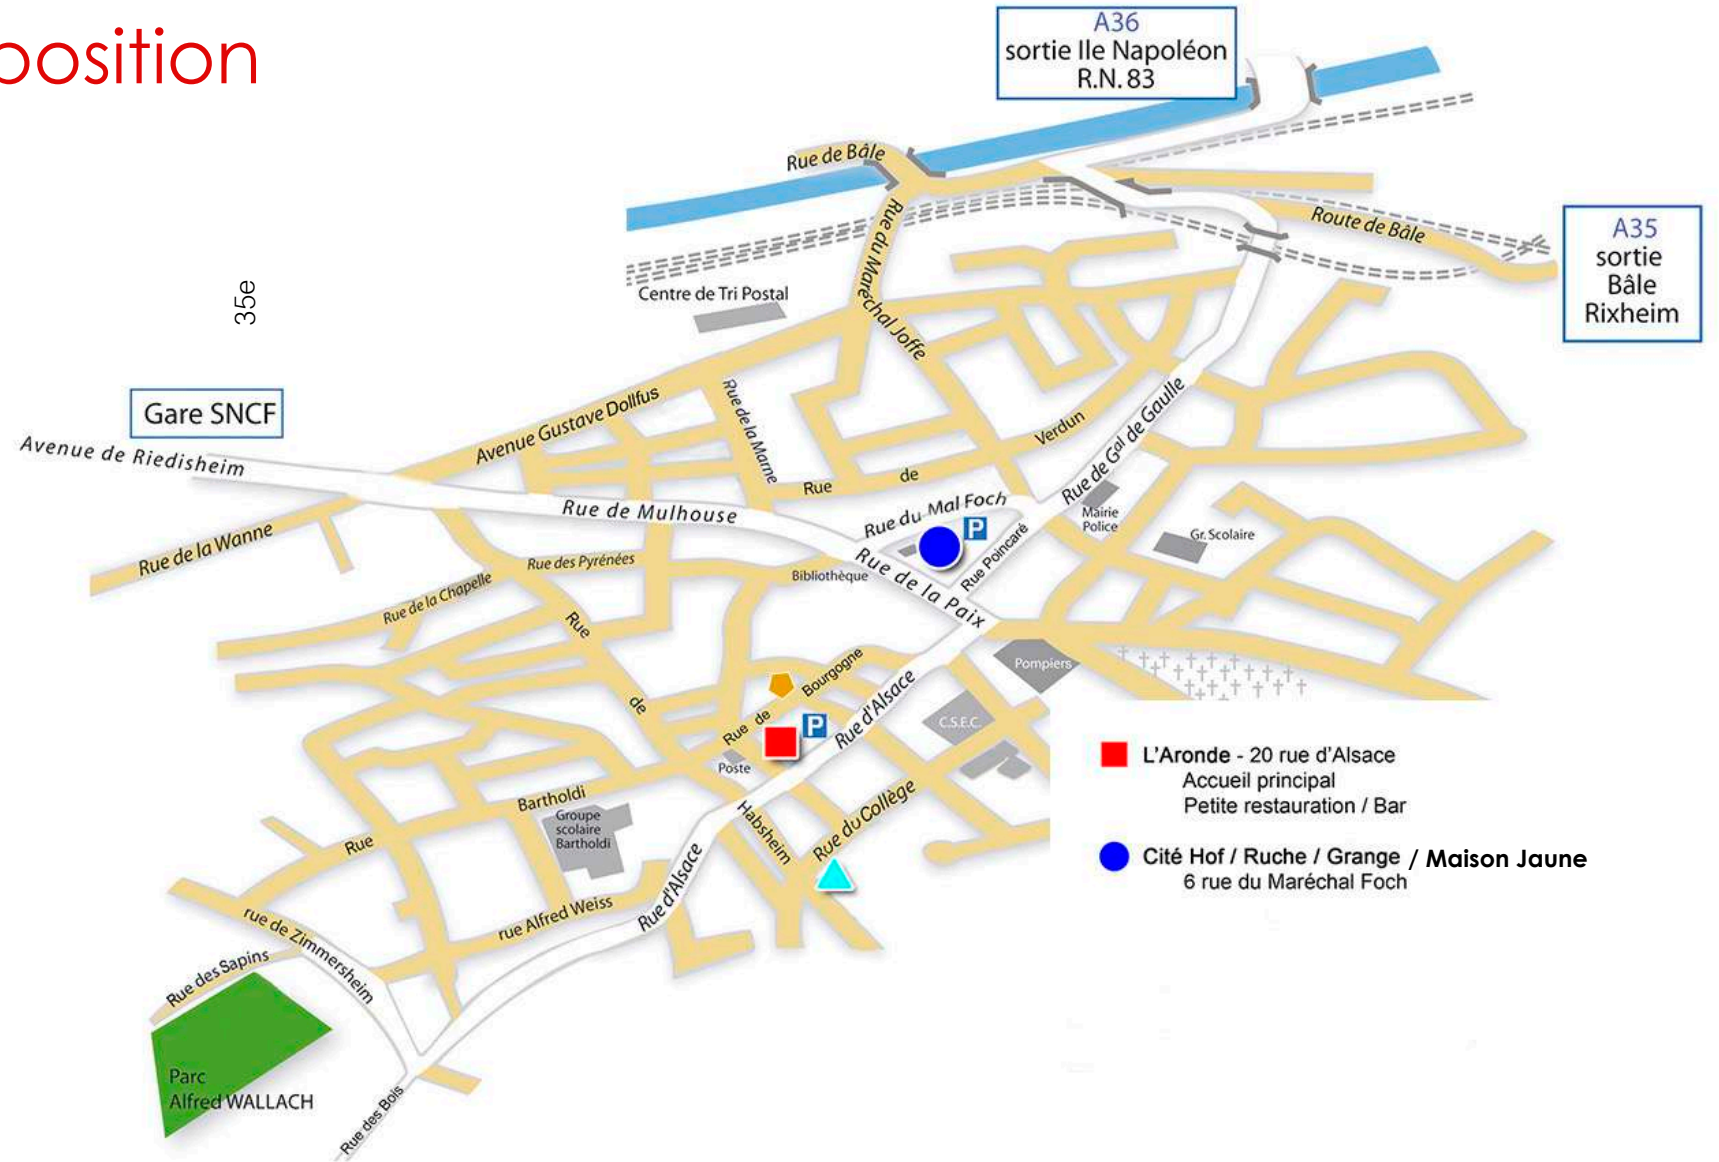 position
35e
A36
sortie Ile Napoléon
R.N. 83
A35
sortie
Bâle
Rixheim
Gare SNCF
Rue de Bâle
Route de Bâle
Rue du Maréchal Joffe
Centre de Tri Postal
Avenue Gustave Dollfus
Rue de la Marne
Avenue de Riedisheim
Rue de Mulhouse
Rue de Verdun
Rue de Gal de Gaulle
Rue du Mal Foch
P
Mairie
Police
Gr. Scolaire
Rue Poincaré
Rue de la Wanne
Rue des Pyrénées
Rue de la Chapelle
Bibliothèque
Rue de la Paix
Rue de Habsheim
Pompiers
Rue de Bourgogne
P
Rue d'Alsace
C.S.E.C.
Poste
Rue Bartholdi
Groupe
scolaire
Bartholdi
Rue du Collège
Rue d'Alsace
rue Alfred Weiss
rue de Zimmersheim
Rue des Sapins
Parc
Alfred WALLACH
Rue des Bois
L'Aronde - 20 rue d'Alsace
Accueil principal
Petite restauration / Bar
Cité Hof / Ruche / Grange / Maison Jaune
6 rue du Maréchal Foch